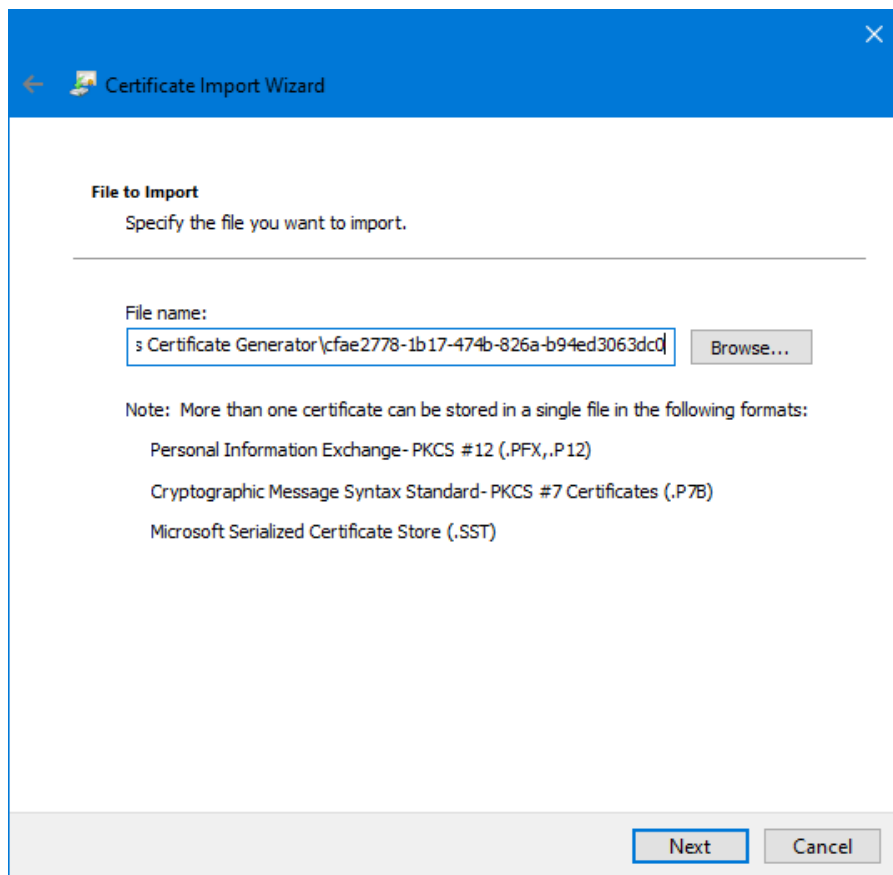 Certificate Import Wizard
File to Import
Specify the file you want to import.
File name:
s Certificate Generator\cfae2778-1b17-474b-826a-b94ed3063dc0
Browse...
Note: More than one certificate can be stored in a single file in the following formats:
Personal Information Exchange- PKCS #12 (.PFX,.P12)
Cryptographic Message Syntax Standard- PKCS #7 Certificates (.P7B)
Microsoft Serialized Certificate Store (.SST)
Next
Cancel